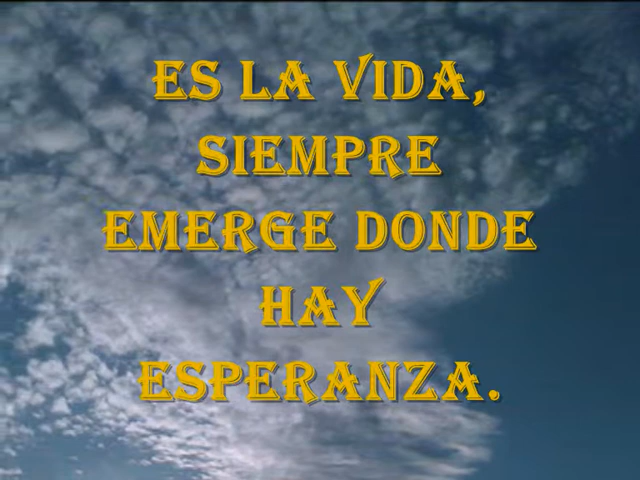 ES LA VIDA,
SIEMPRE
EMERGE DONDE
HAY
ESPERANZA.